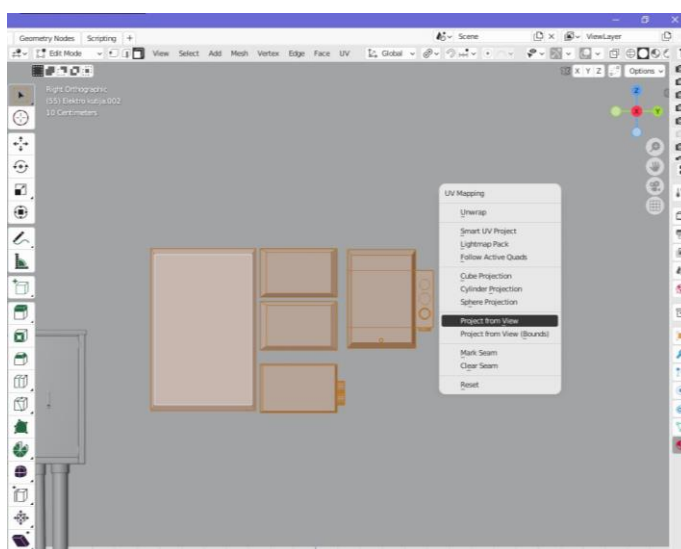 Geometry Nodes Scripting +
Scene ViewLayer
Edit Mode View Select Add Mesh Vertex Edge Face UV Global
X Y Z Options
Right Orthographic
(55) Elektro kutija.002
10 Centimeters
Z
X
Y
UV Mapping
Unwrap
Smart UV Project
Lightmap Pack
Follow Active Quads
Cube Projection
Cylinder Projection
Sphere Projection
Project from View
Project from View (Bounds)
Mark Seam
Clear Seam
Reset